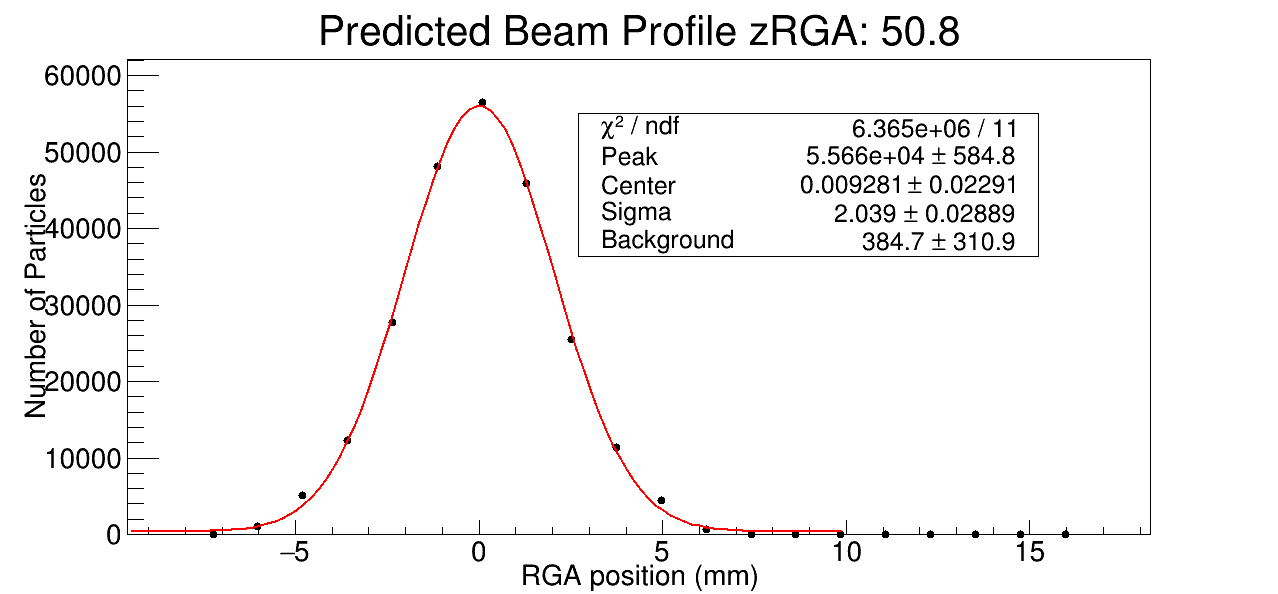 Predicted Beam Profile zRGA: 50.8
60000
50000
40000
30000
20000
10000
0
Number of Particles
χ² / ndf 6.365e+06 / 11
Peak 5.566e+04 ± 584.8
Center 0.009281 ± 0.02291
Sigma 2.039 ± 0.02889
Background 384.7 ± 310.9
−5 0 5 10 15
RGA position (mm)